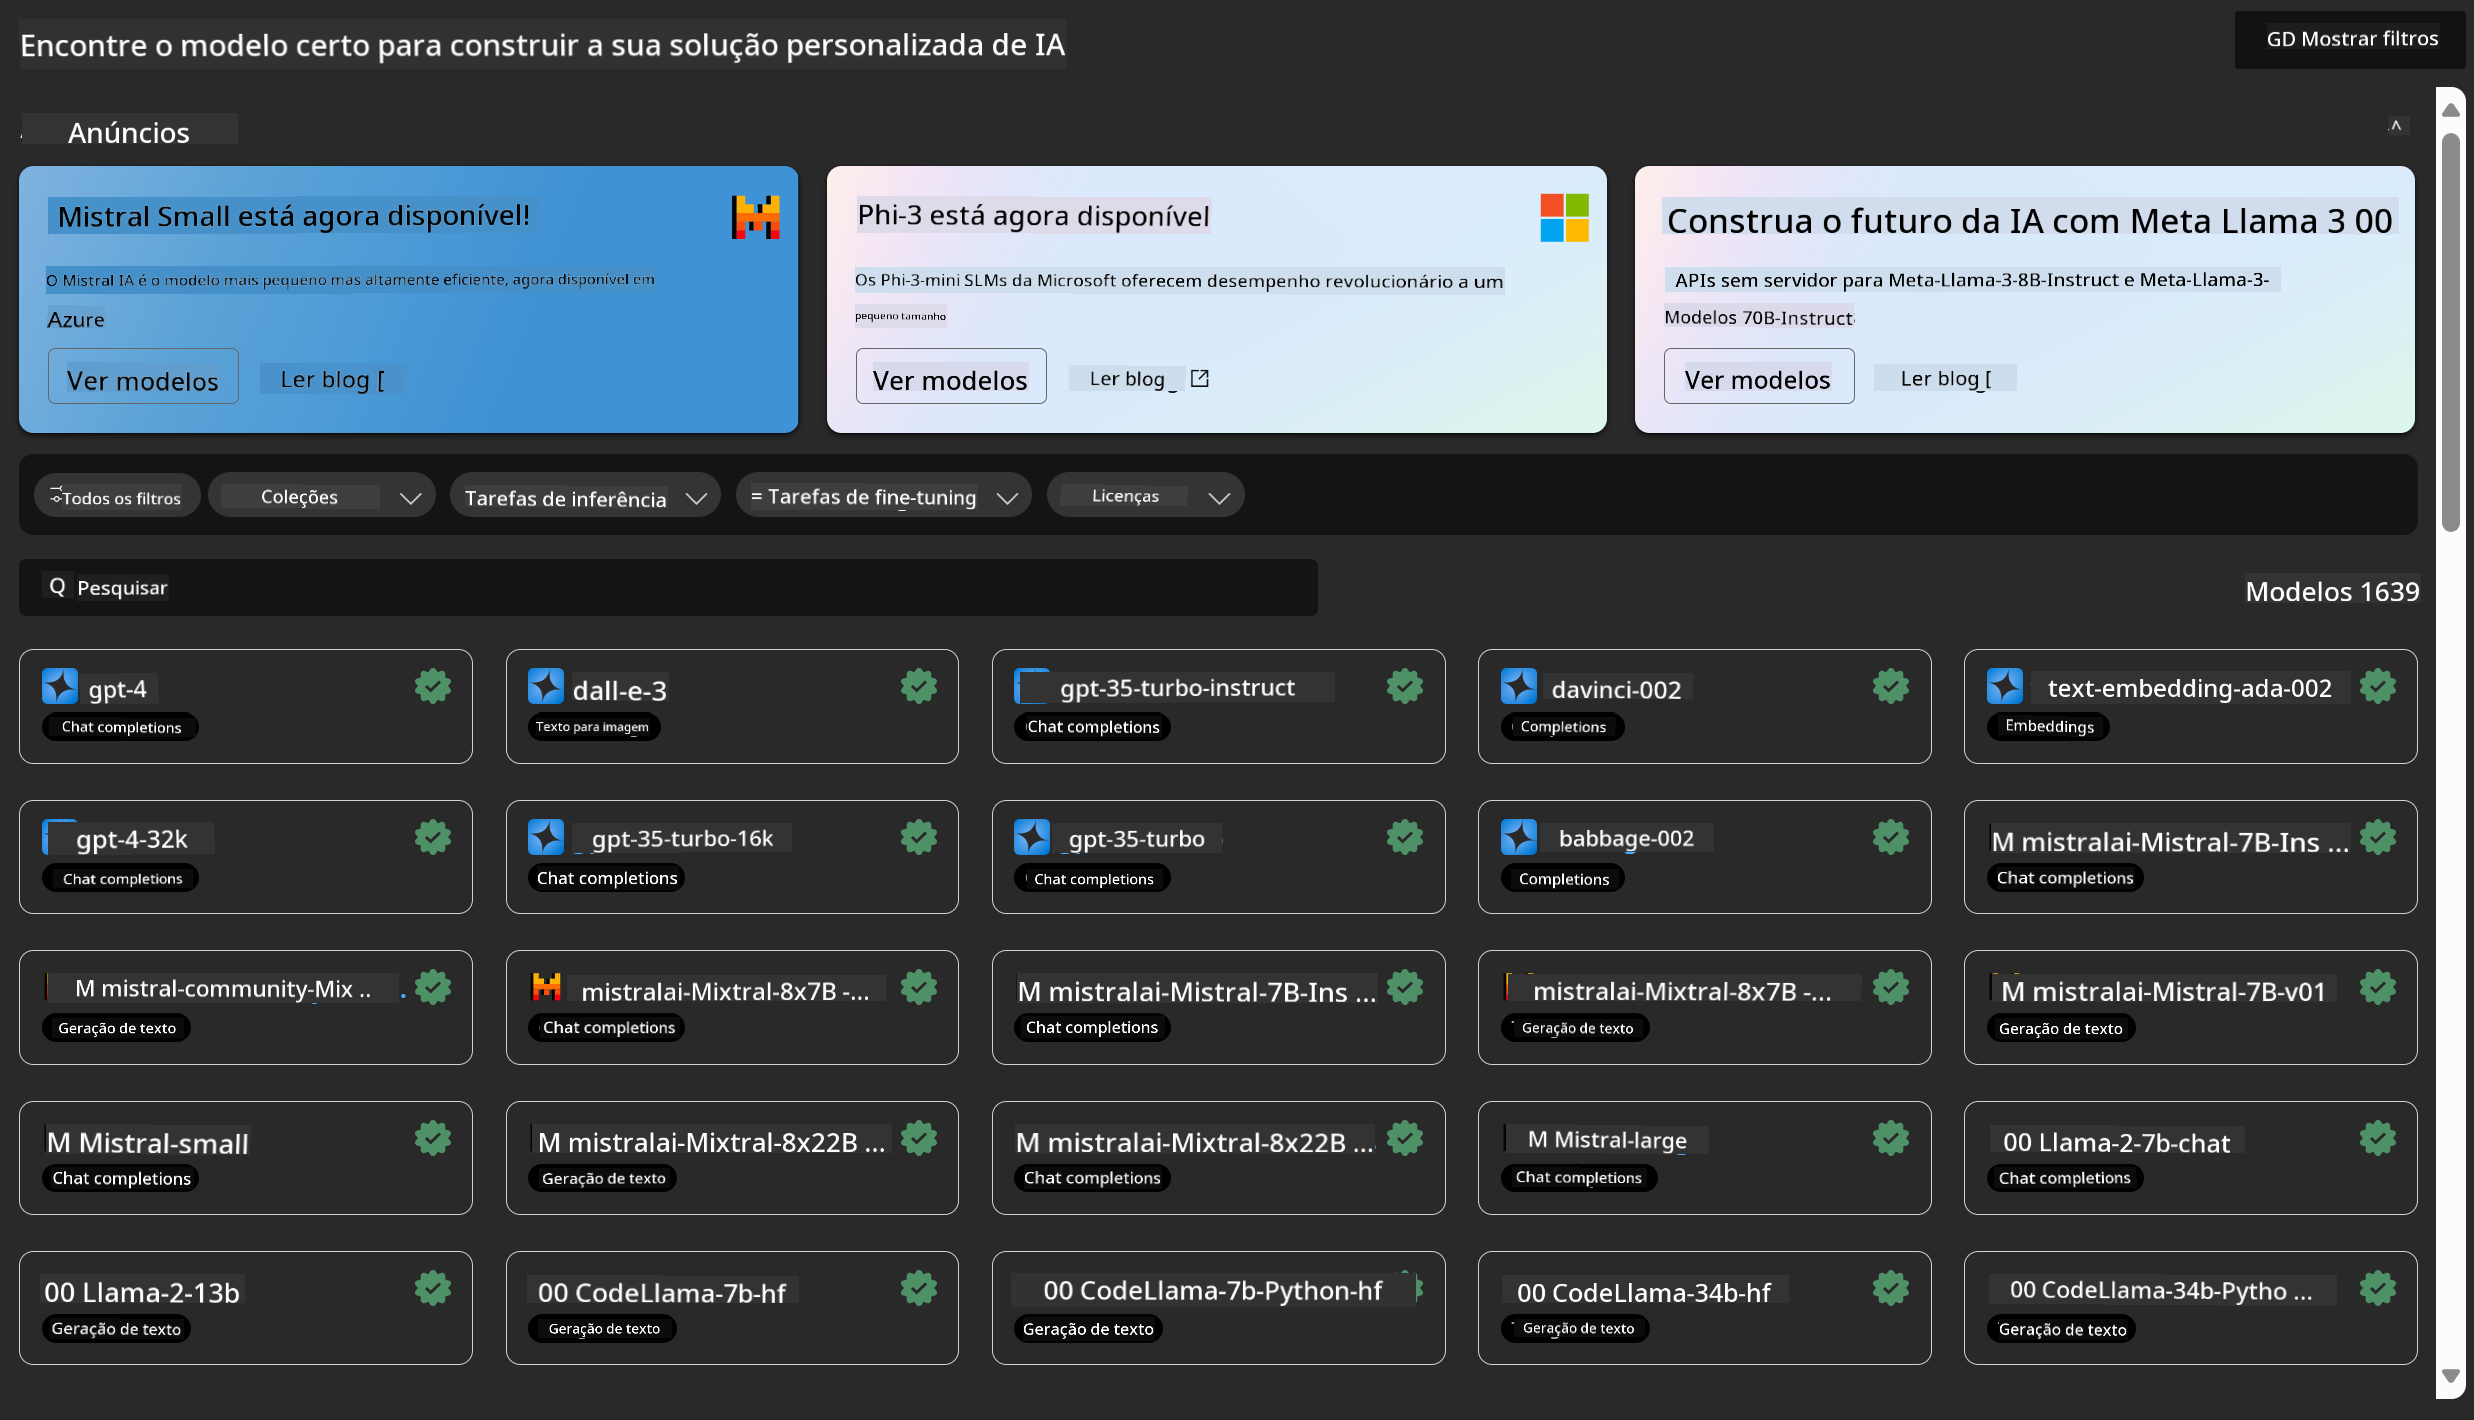 Encontre o modelo certo para construir a sua solução personalizada de IA
GD Mostrar filtros
Anúncios
Mistral Small está agora disponível!
O Mistral IA é o modelo mais pequeno mas altamente eficiente, agora disponível em
Azure
Ver modelos
Ler blog [
Phi-3 está agora disponível
Os Phi-3-mini SLMs da Microsoft oferecem desempenho revolucionário a um
pequeno tamanho
Ver modelos
Ler blog
Construa o futuro da IA com Meta Llama 3 00
APIs sem servidor para Meta-Llama-3-8B-Instruct e Meta-Llama-3-
Modelos 70B-Instruct
Ver modelos
Ler blog [
Todos os filtros
Coleções
Tarefas de inferência
= Tarefas de fine-tuning
Licenças
Q Pesquisar
Modelos 1639
gpt-4
Chat completions
dall-e-3
Texto para imagem
gpt-35-turbo-instruct
Chat completions
davinci-002
Completions
text-embedding-ada-002
Embeddings
gpt-4-32k
Chat completions
gpt-35-turbo-16k
Chat completions
gpt-35-turbo
Chat completions
babbage-002
Completions
M mistralai-Mistral-7B-Ins ...
Chat completions
M mistral-community-Mix ..
Geração de texto
mistralai-Mixtral-8x7B -...
Chat completions
M mistralai-Mistral-7B-Ins ...
Chat completions
mistralai-Mixtral-8x7B -...
Geração de texto
M mistralai-Mistral-7B-v01
Geração de texto
M Mistral-small
Chat completions
M mistralai-Mixtral-8x22B ...
Geração de texto
M mistralai-Mixtral-8x22B ...
Chat completions
M Mistral-large
Chat completions
00 Llama-2-7b-chat
Chat completions
00 Llama-2-13b
Geração de texto
00 CodeLlama-7b-hf
Geração de texto
00 CodeLlama-7b-Python-hf
Geração de texto
00 CodeLlama-34b-hf
Geração de texto
00 CodeLlama-34b-Pytho ...
Geração de texto